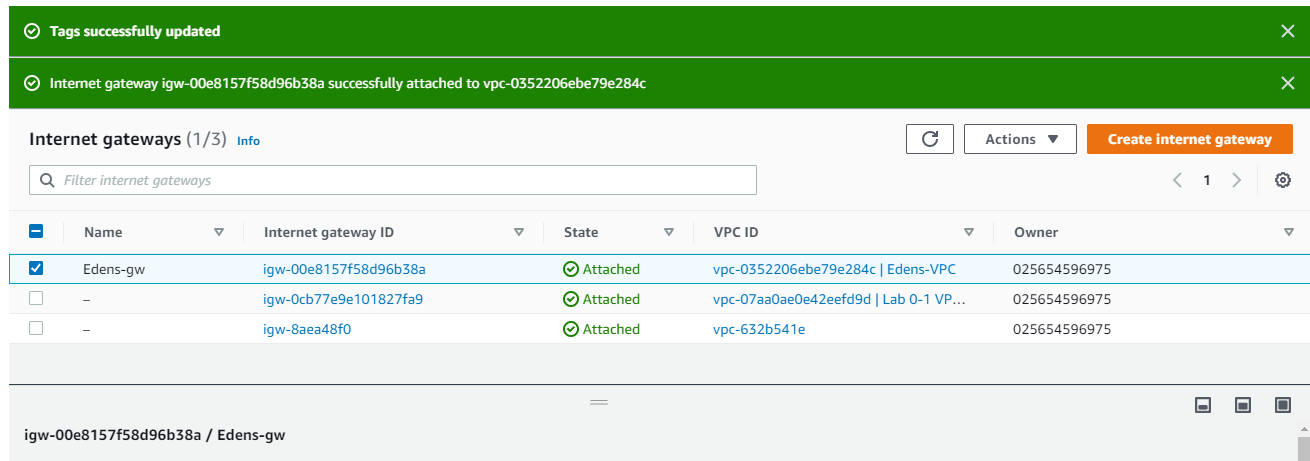 Tags successfully updated
Internet gateway igw-00e8157f58d96b38a successfully attached to vpc-0352206ebe79e284c
Internet gateways (1/3) Info Actions Create internet gateway
Filter internet gateways 1
Name Internet gateway ID State VPC ID Owner
Edens-gw igw-00e8157f58d96b38a Attached vpc-0352206ebe79e284c | Edens-VPC 025654596975
– igw-0cb77e9e101827fa9 Attached vpc-07aa0ae0e42eefd9d | Lab 0-1 VP... 025654596975
– igw-8aea48f0 Attached vpc-632b541e 025654596975
igw-00e8157f58d96b38a / Edens-gw